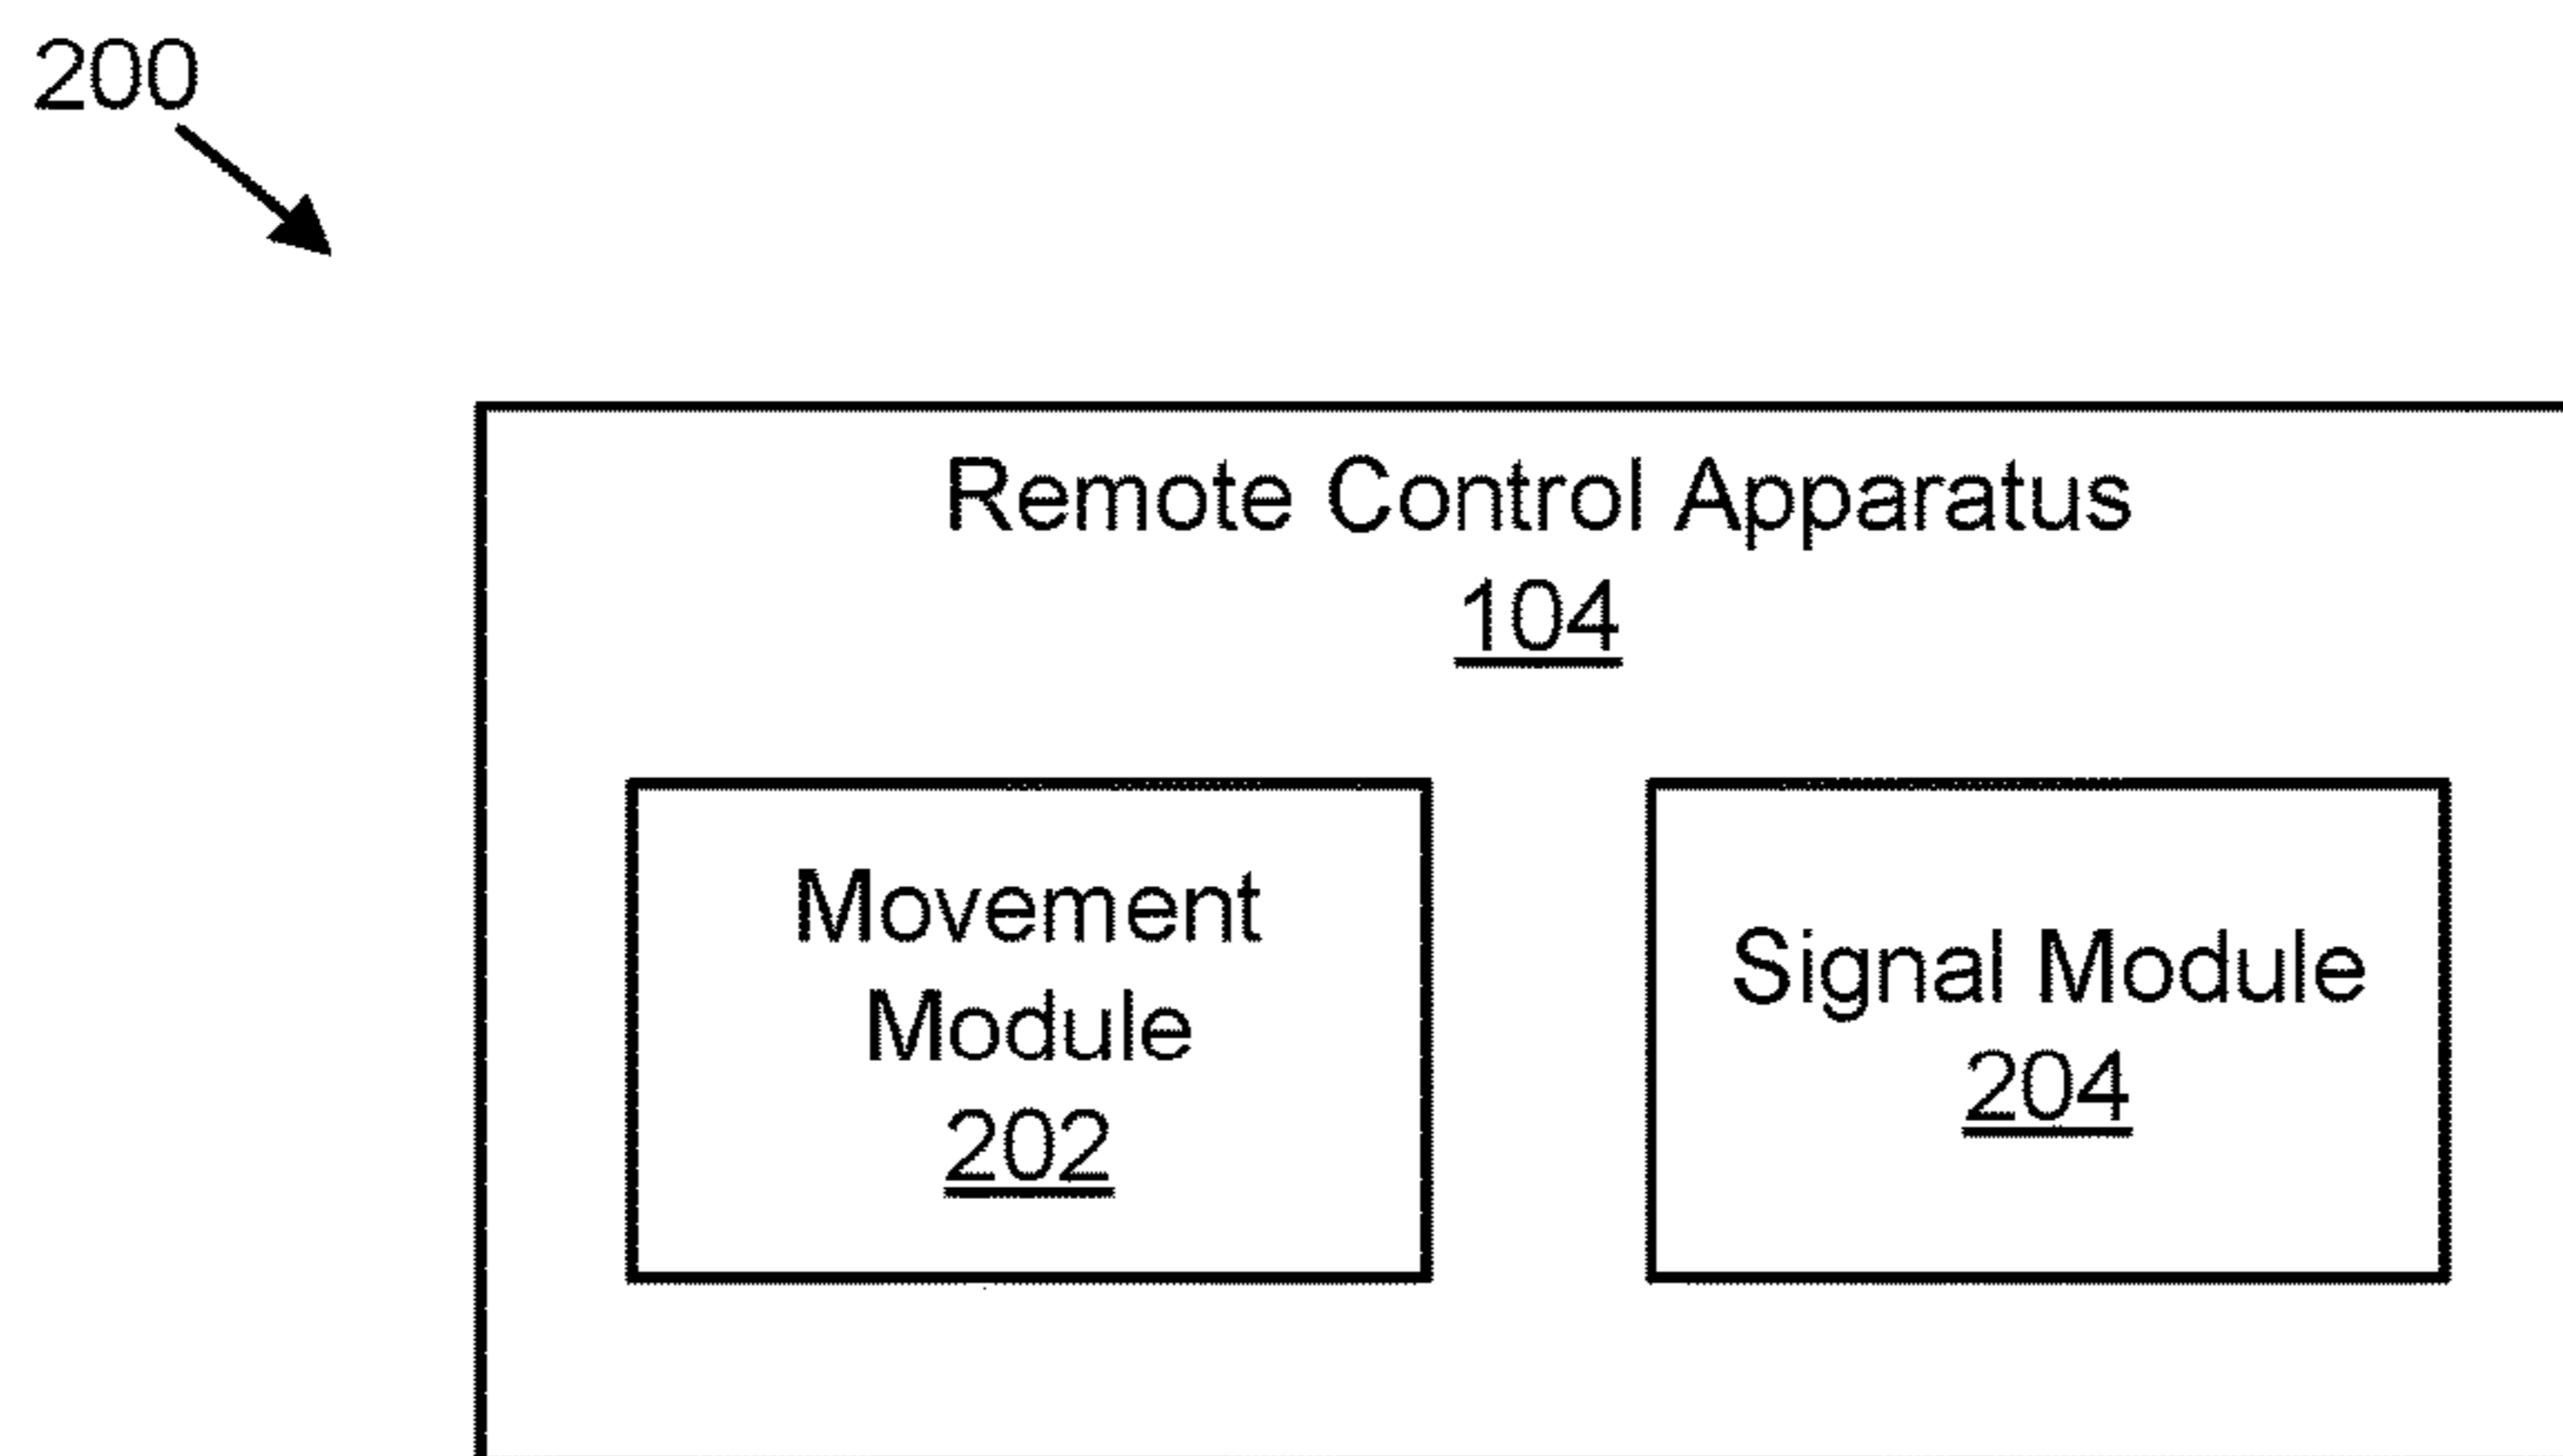 200
Remote Control Apparatus
104
Movement
Module
202
Signal Module
204